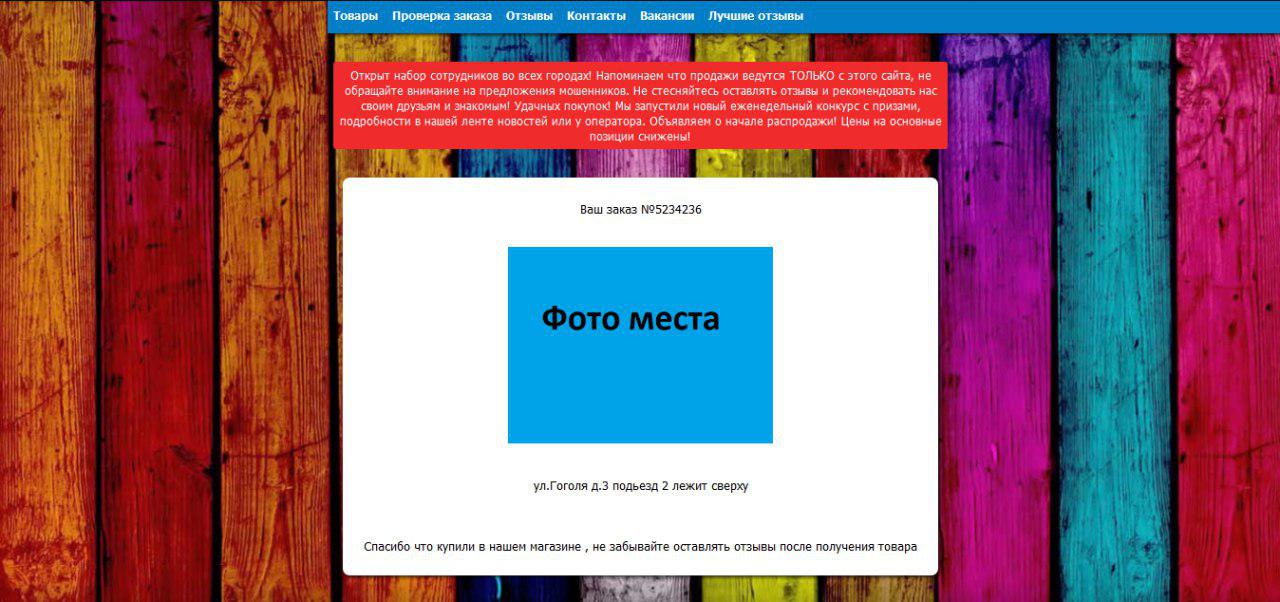 Товары Проверка заказа Отзывы Контакты Вакансии Лучшие отзывы
Открыт набор сотрудников во всех городах! Напоминаем что продажи ведутся ТОЛЬКО с этого сайта, не
обращайте внимание на предложения мошенников. Не стесняйтесь оставлять отзывы и рекомендовать нас
своим друзьям и знакомым! Удачных покупок! Мы запустили новый еженедельный конкурс с призами,
подробности в нашей ленте новостей или у оператора. Объявляем о начале распродажи! Цены на основные
позиции снижены!
Ваш заказ №5234236
Фото места
ул.Гоголя д.3 подьезд 2 лежит сверху
Спасибо что купили в нашем магазине , не забывайте оставлять отзывы после получения товара